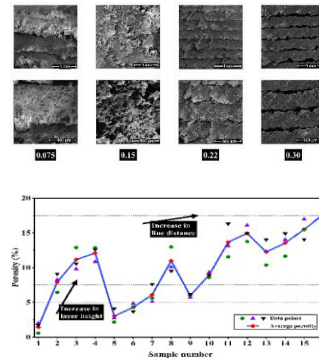 0.075
0.15
0.22
0.30
20
15
10
5
0
Porosity (%)
Increase in
line distance
Increase in
layer height
Data points
Average porosity
1 2 3 4 5 6 7 8 9 10 11 12 13 14 15
Sample number